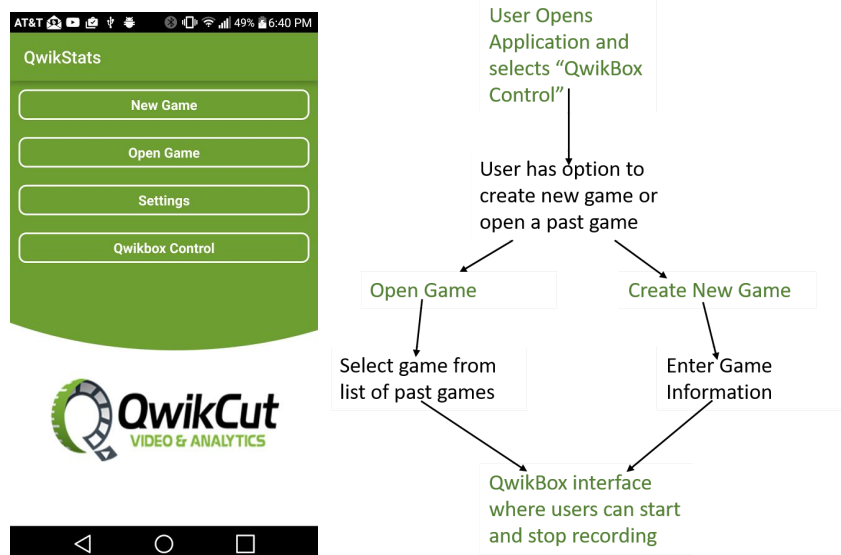 AT&T 49% 6:40 PM
QwikStats
New Game
Open Game
Settings
Qwikbox Control
QwikCut
VIDEO & ANALYTICS
User Opens
Application and
selects “QwikBox
Control”
User has option to
create new game or
open a past game
Open Game
Create New Game
Select game from
list of past games
Enter Game
Information
QwikBox interface
where users can start
and stop recording